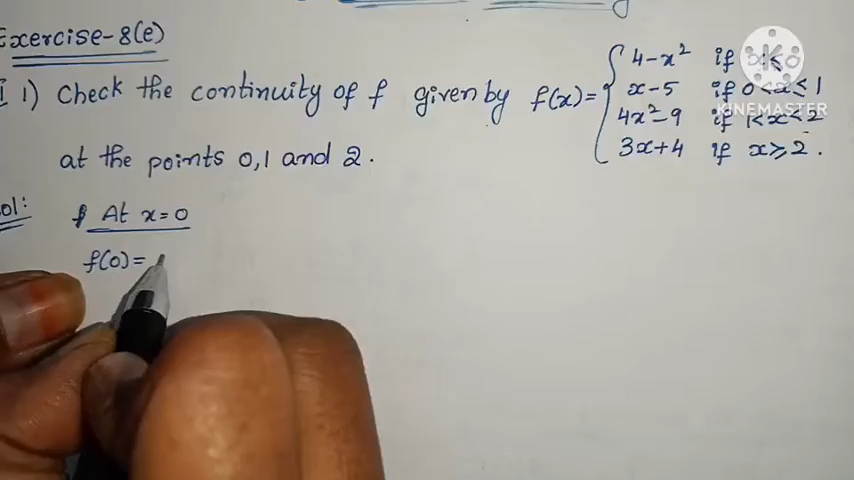 Exercise-8(e)
I 1) Check the continuity of f given by f(x)= { 4-x² if x≤
x-5 if 0<x≤1
4x²-9 if 1<x<2
3x+4 if x≥2.
at the points 0,1 and 2.
Sol: At x=0
f(0)=
KINEMASTER